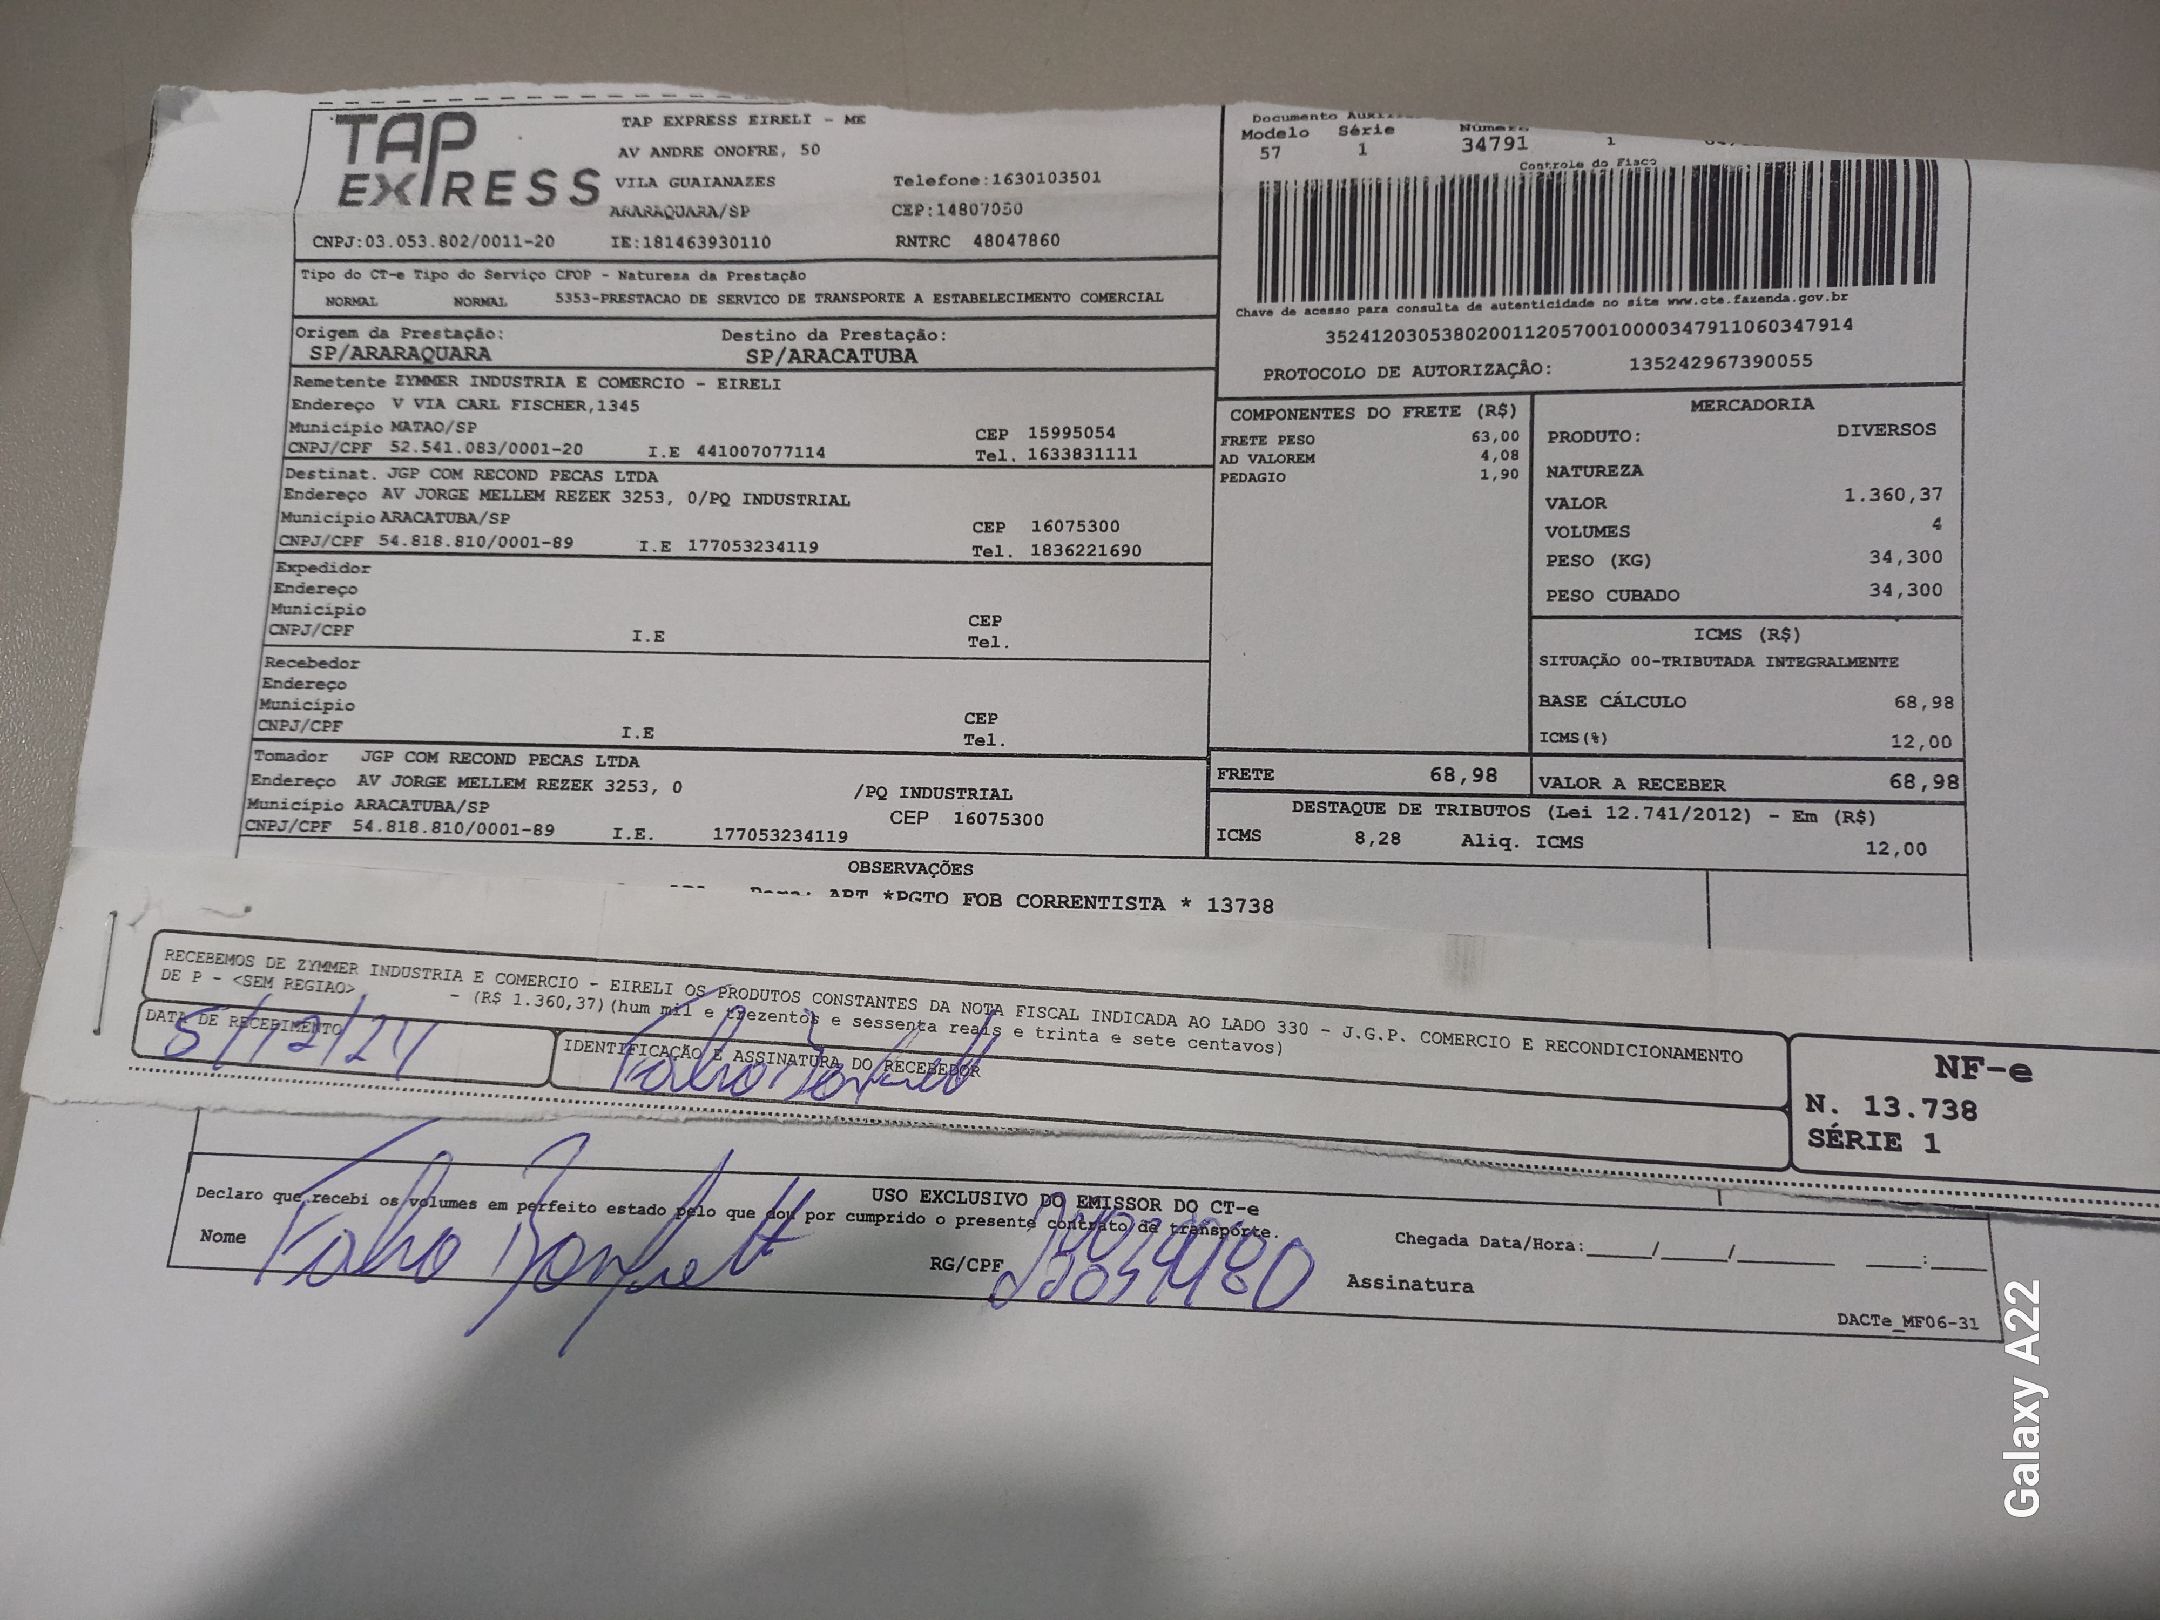 TAP EXPRESS
TAP EXPRESS EIRELI - ME
AV ANDRE ONOFRE, 50
VILA GUAIANAZES Telefone:1630103501
ARARAQUARA/SP CEP:14807050
CNPJ:03.053.802/0011-20 IE:181463930110 RNTRC 48047860
Tipo do CT-e Tipo do Serviço CFOP - Natureza da Prestação
NORMAL NORMAL 5353-PRESTACAO DE SERVICO DE TRANSPORTE A ESTABELECIMENTO COMERCIAL
Origem da Prestação: Destino da Prestação:
SP/ARARAQUARA SP/ARACATUBA
Remetente ZYMMER INDUSTRIA E COMERCIO - EIRELI
Endereço V VIA CARL FISCHER,1345
Município MATAO/SP CEP 15995054
CNPJ/CPF 52.541.083/0001-20 I.E 441007077114 Tel. 1633831111
Destinat. JGP COM RECOND PECAS LTDA
Endereço AV JORGE MELLEM REZEK 3253, 0/PQ INDUSTRIAL
Município ARACATUBA/SP CEP 16075300
CNPJ/CPF 54.818.810/0001-89 I.E 177053234119 Tel. 1836221690
Expedidor
Endereço
Município CEP
CNPJ/CPF I.E Tel.
Recebedor
Endereço
Município CEP
CNPJ/CPF I.E Tel.
Tomador JGP COM RECOND PECAS LTDA
Endereço AV JORGE MELLEM REZEK 3253, 0 /PQ INDUSTRIAL
Município ARACATUBA/SP CEP 16075300
CNPJ/CPF 54.818.810/0001-89 I.E. 177053234119
Documento
Modelo Série Número
57 1 34791 1
Controle do Fisco
Chave de acesso para consulta de autenticidade no site www.cte.fazenda.gov.br
35241203053802001120570010000347911060347914
PROTOCOLO DE AUTORIZAÇÃO: 135242967390055
COMPONENTES DO FRETE (R$)
FRETE PESO 63,00
AD VALOREM 4,08
PEDAGIO 1,90
MERCADORIA
PRODUTO: DIVERSOS
NATUREZA
VALOR 1.360,37
VOLUMES 4
PESO (KG) 34,300
PESO CUBADO 34,300
ICMS (R$)
SITUAÇÃO 00-TRIBUTADA INTEGRALMENTE
BASE CÁLCULO 68,98
ICMS(%) 12,00
FRETE 68,98 VALOR A RECEBER 68,98
DESTAQUE DE TRIBUTOS (Lei 12.741/2012) - Em (R$)
ICMS 8,28 Aliq. ICMS 12,00
OBSERVAÇÕES
*PGTO FOB CORRENTISTA * 13738
RECEBEMOS DE ZYMMER INDUSTRIA E COMERCIO - EIRELI OS PRODUTOS CONSTANTES DA NOTA FISCAL INDICADA AO LADO 330 - J.G.P. COMERCIO E RECONDICIONAMENTO
DE P - <SEM REGIAO> - (R$ 1.360,37)(hum mil e trezentos e sessenta reais e trinta e sete centavos)
DATA DE RECEBIMENTO IDENTIFICAÇÃO E ASSINATURA DO RECEBEDOR
5/12/24
NF-e
N. 13.738
SÉRIE 1
USO EXCLUSIVO DO EMISSOR DO CT-e
Declaro que recebi os volumes em perfeito estado pelo que dou por cumprido o presente contrato de transporte.
Nome RG/CPF Chegada Data/Hora:_____/_____/_______ ____:____
Assinatura
DACTe_MF06-31
Galaxy A22